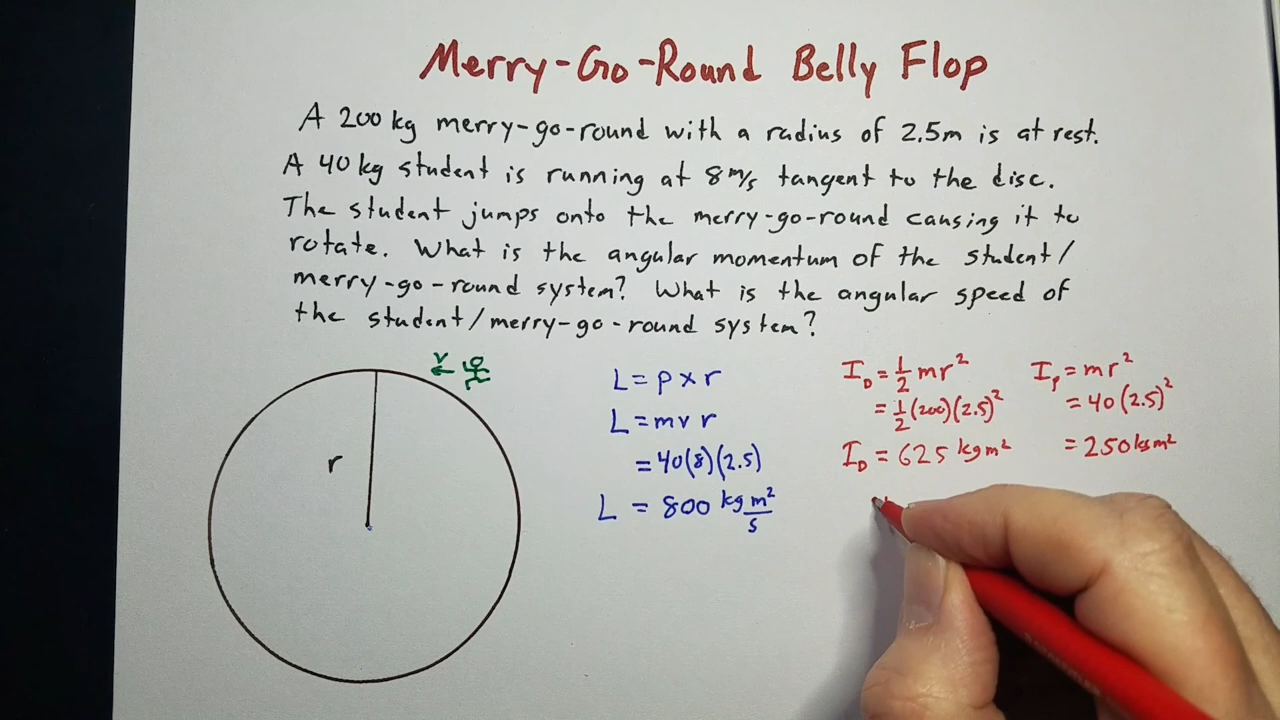 Merry-Go-Round Belly Flop
A 200 kg merry-go-round with a radius of 2.5m is at rest.
A 40 kg student is running at 8 m/s tangent to the disc.
The student jumps onto the merry-go-round causing it to
rotate. What is the angular momentum of the student/
merry-go-round system? What is the angular speed of
the student/merry-go-round system?
v
r
L = p x r
L = mv r
= 40(8)(2.5)
L = 800 kg m²/s
I_D = 1/2 mr²
= 1/2 (200)(2.5)²
I_D = 625 kgm²
I_p = mr²
= 40(2.5)²
= 250 kgm²